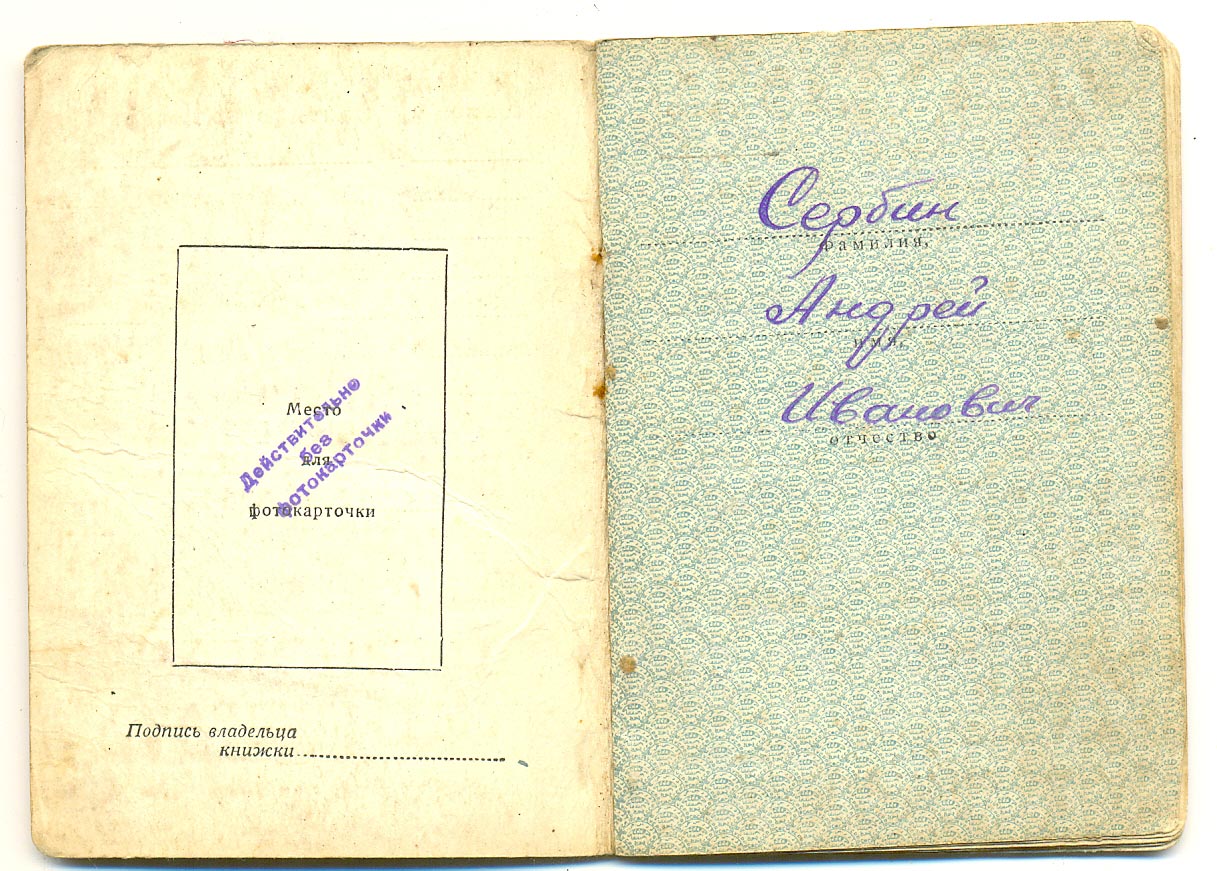 Место
для
фотокарточки
Действительно
без
фотокарточки
Подпись владельца
книжки
Сербин
фамилия,
Андрей
имя,
Иванович
отчество